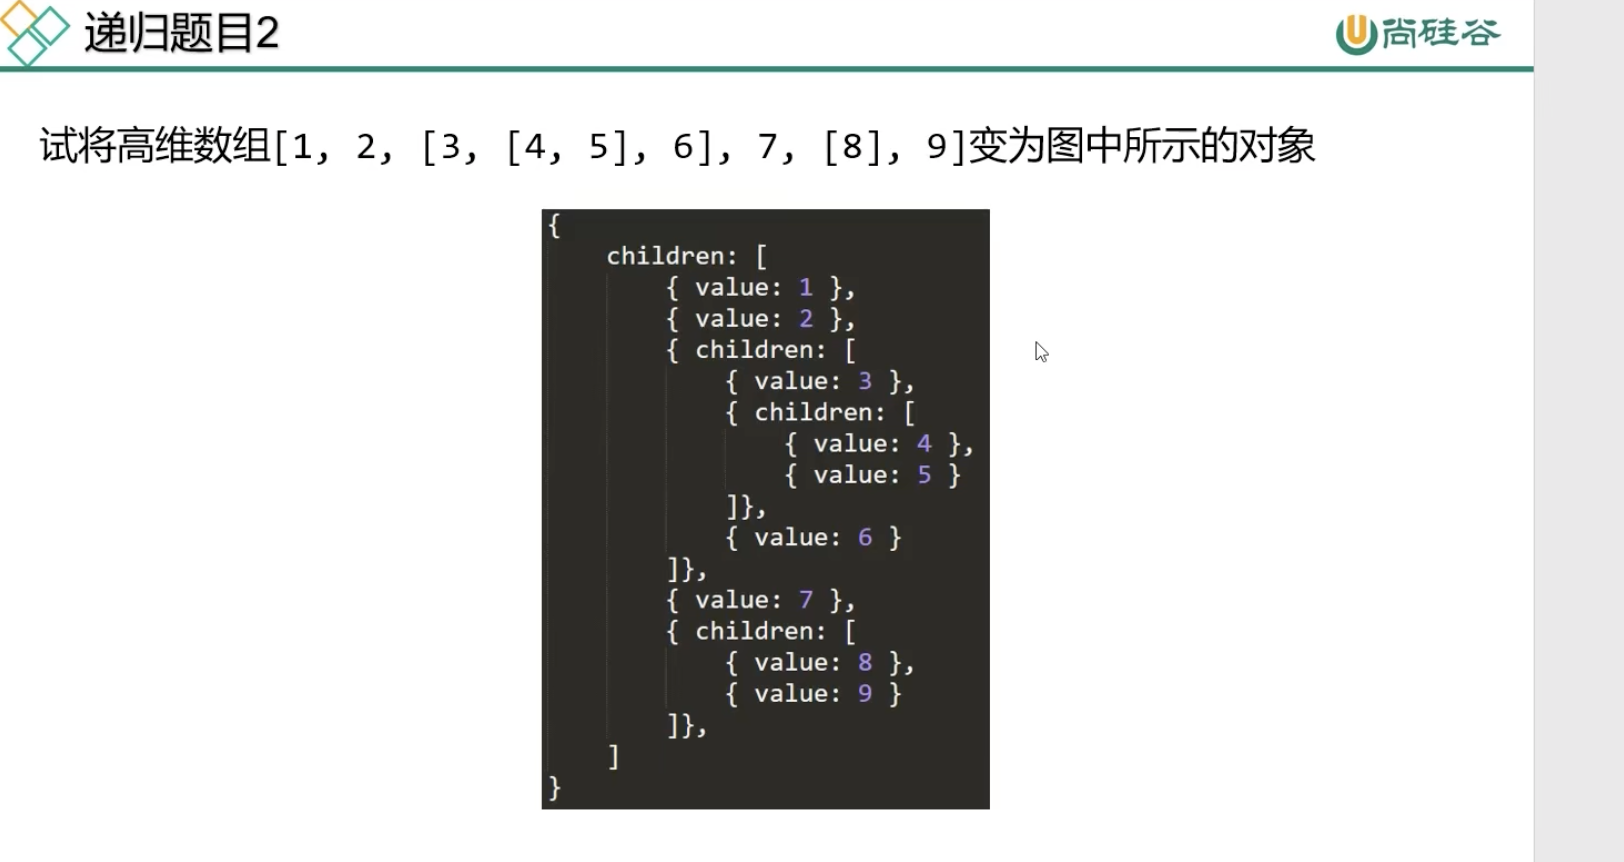 递归题目2
尚硅谷
试将高维数组[1, 2, [3, [4, 5], 6], 7, [8], 9]变为图中所示的对象
{
children: [
{ value: 1 },
{ value: 2 },
{ children: [
{ value: 3 },
{ children: [
{ value: 4 },
{ value: 5 }
]},
{ value: 6 }
]},
{ value: 7 },
{ children: [
{ value: 8 },
{ value: 9 }
]},
]
}